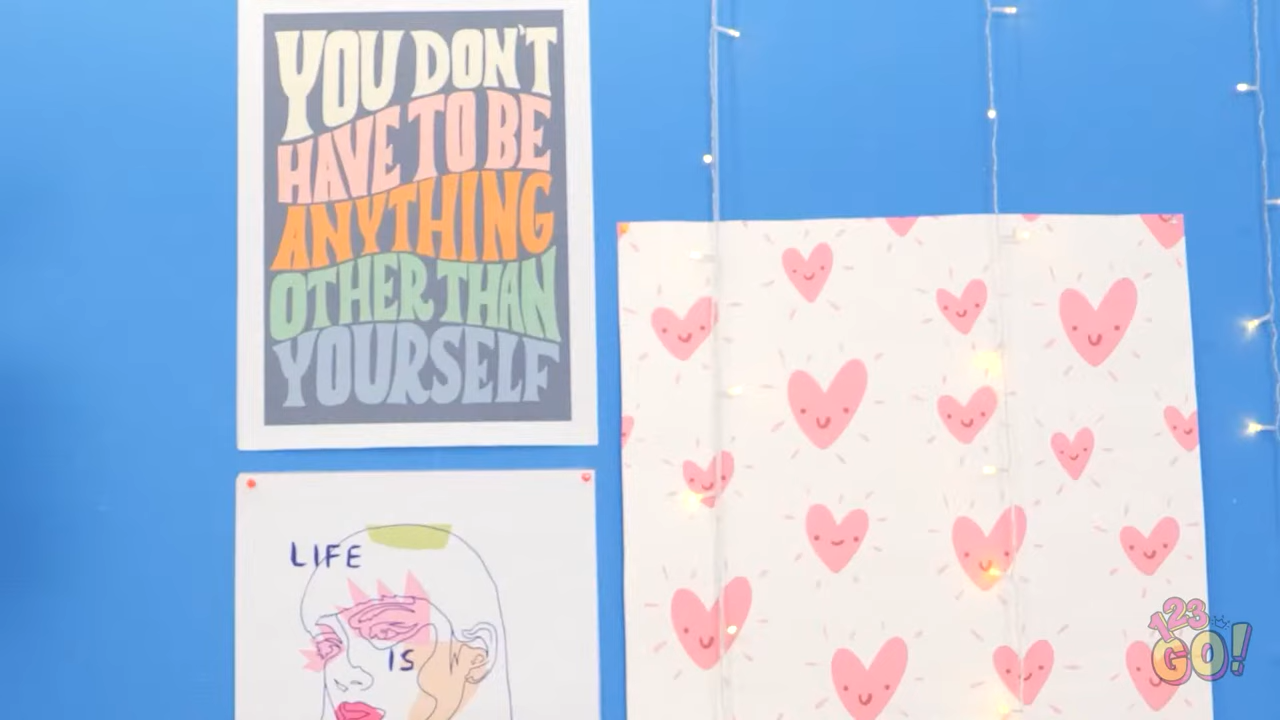 YOU DON'T
HAVE TO BE
ANYTHING
OTHER THAN
YOURSELF
LIFE
IS
123
GO!